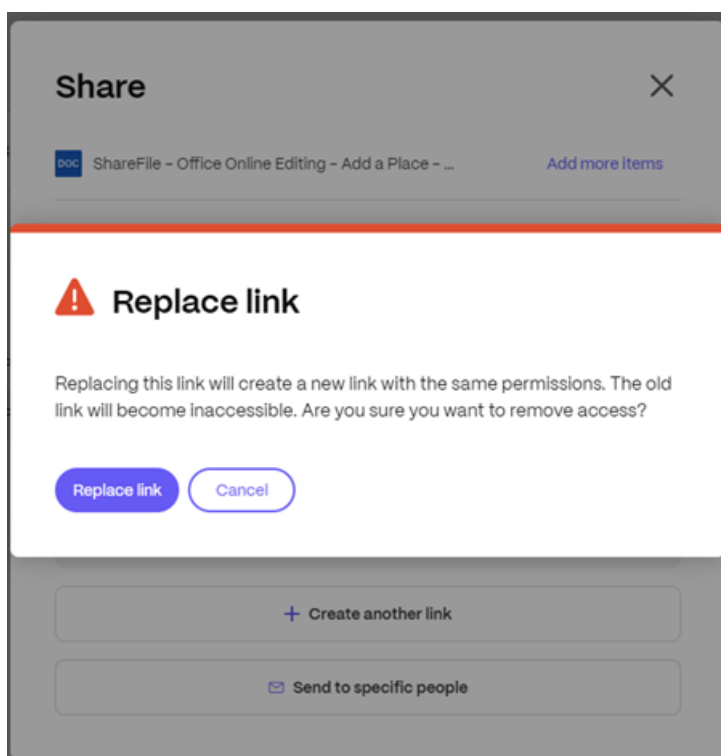 Share
DOC ShareFile – Office Online Editing – Add a Place – ... Add more items
Replace link
Replacing this link will create a new link with the same permissions. The old
link will become inaccessible. Are you sure you want to remove access?
Replace link Cancel
+ Create another link
Send to specific people